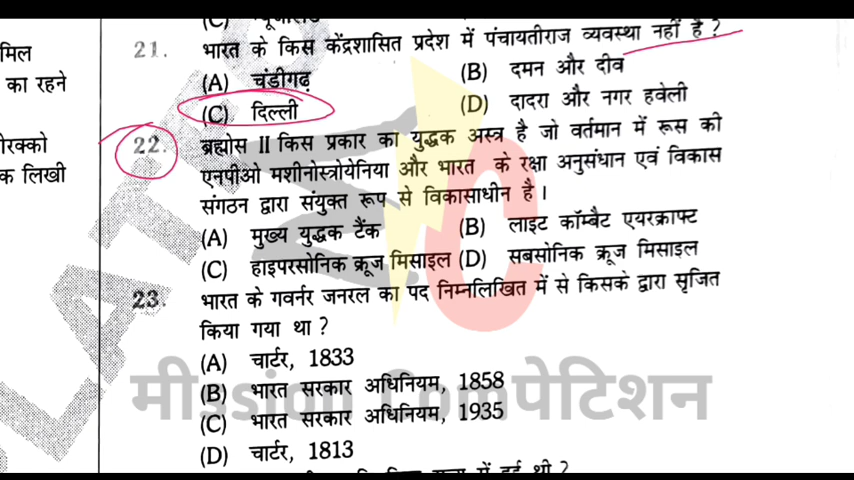 मिल
का रहने
ोरक्को
क लिखी
21. भारत के किस केंद्रशासित प्रदेश में पंचायतीराज व्यवस्था नहीं है ?
(A) चंडीगढ़ (B) दमन और दीव
(C) दिल्ली (D) दादरा और नगर हवेली
22. ब्रह्मोस II किस प्रकार का युद्धक अस्त्र है जो वर्तमान में रूस की
एनपीओ मशीनोस्त्रोयेनिया और भारत के रक्षा अनुसंधान एवं विकास
संगठन द्वारा संयुक्त रूप से विकासाधीन है ।
(A) मुख्य युद्धक टैंक (B) लाइट कॉम्बैट एयरक्राफ्ट
(C) हाइपरसोनिक क्रूज मिसाइल (D) सबसोनिक क्रूज मिसाइल
23. भारत के गवर्नर जनरल का पद निम्नलिखित में से किसके द्वारा सृजित
किया गया था ?
(A) चार्टर, 1833
(B) भारत सरकार अधिनियम, 1858
(C) भारत सरकार अधिनियम, 1935
(D) चार्टर, 1813
मीssion Comपेटिशन